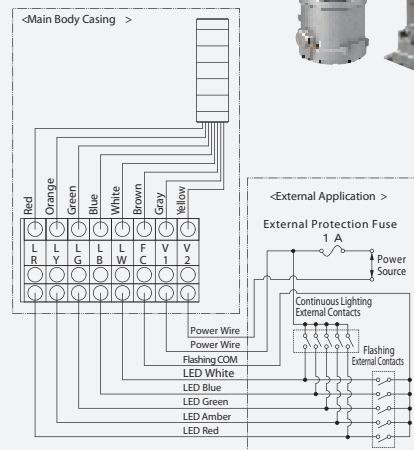 <Main Body Casing >
Red
Orange
Green
Blue
White
Brown
Gray
Yellow
L R
L Y
L G
L B
L W
F C
V 1
V 2
<External Application >
External Protection Fuse
1 A
Power
Source
Continuous Lighting
External Contacts
Flashing
External Contacts
Power Wire
Power Wire
Flashing COM
LED White
LED Blue
LED Green
LED Amber
LED Red